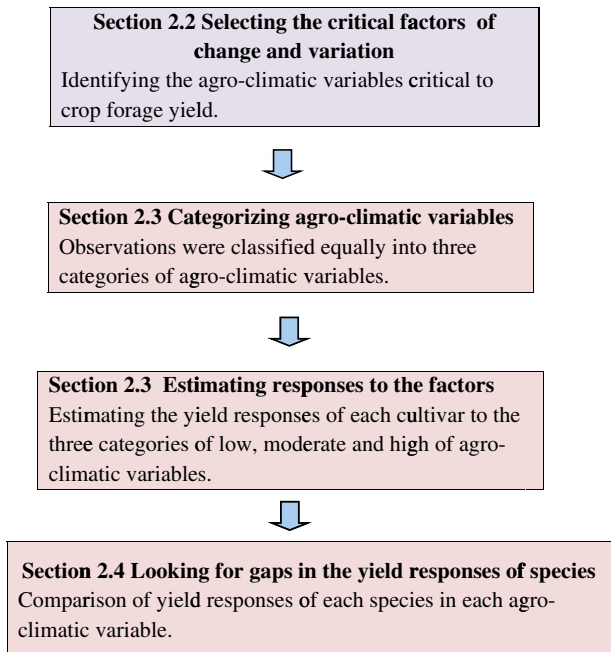 Section 2.2 Selecting the critical factors of
change and variation
Identifying the agro-climatic variables critical to
crop forage yield.
Section 2.3 Categorizing agro-climatic variables
Observations were classified equally into three
categories of agro-climatic variables.
Section 2.3 Estimating responses to the factors
Estimating the yield responses of each cultivar to the
three categories of low, moderate and high of agro-
climatic variables.
Section 2.4 Looking for gaps in the yield responses of species
Comparison of yield responses of each species in each agro-
climatic variable.